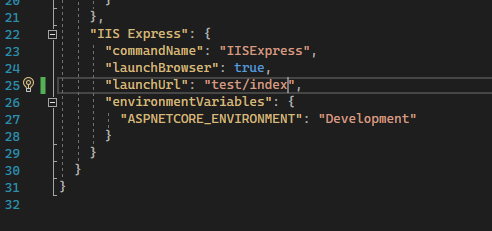 20 }
21 },
22 "IIS Express": {
23 "commandName": "IISExpress",
24 "launchBrowser": true,
25 "launchUrl": "test/index",
26 "environmentVariables": {
27 "ASPNETCORE_ENVIRONMENT": "Development"
28 }
29 }
30 }
31 }
32